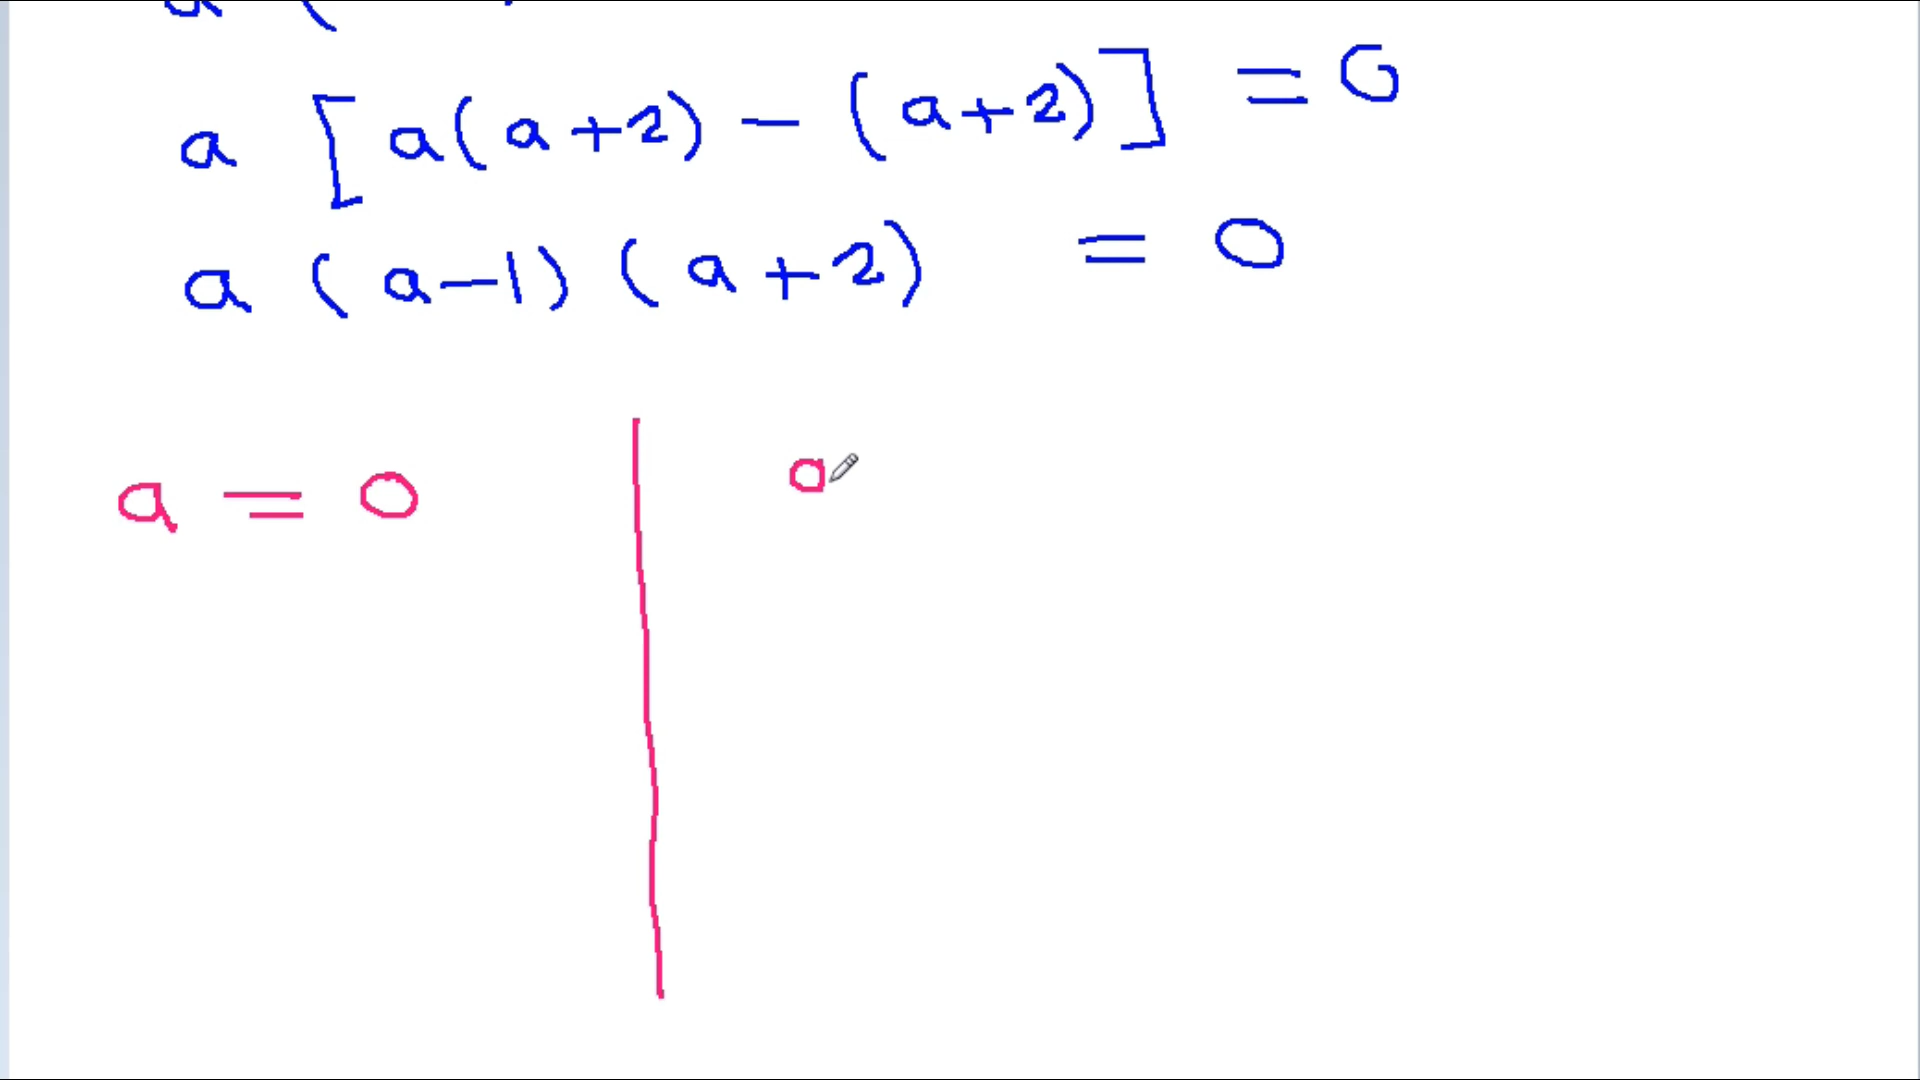 a [a(a+2) - (a+2)] = 0
a (a-1)(a+2) = 0
a = 0
a